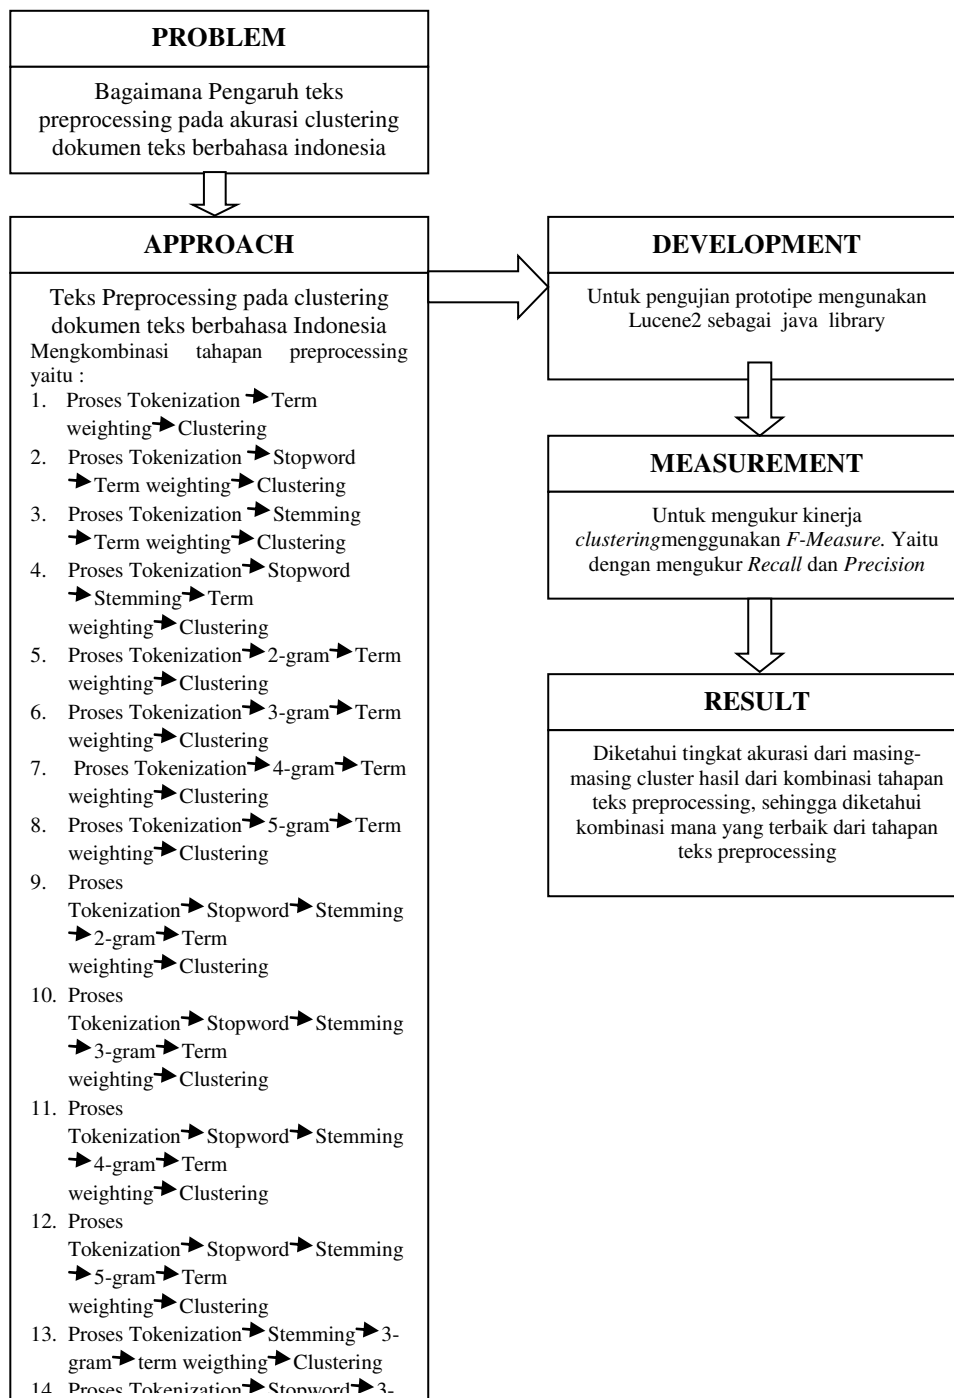 PROBLEM
Bagaimana Pengaruh teks
preprocessing pada akurasi clustering
dokumen teks berbahasa indonesia
APPROACH
Teks Preprocessing pada clustering
dokumen teks berbahasa Indonesia
Mengkombinasi tahapan preprocessing
yaitu :
1. Proses Tokenization ➔ Term
weighting ➔ Clustering
2. Proses Tokenization ➔ Stopword
➔ Term weighting ➔ Clustering
3. Proses Tokenization ➔ Stemming
➔ Term weighting ➔ Clustering
4. Proses Tokenization ➔ Stopword
➔ Stemming ➔ Term
weighting ➔ Clustering
5. Proses Tokenization ➔ 2-gram ➔ Term
weighting ➔ Clustering
6. Proses Tokenization ➔ 3-gram ➔ Term
weighting ➔ Clustering
7. Proses Tokenization ➔ 4-gram ➔ Term
weighting ➔ Clustering
8. Proses Tokenization ➔ 5-gram ➔ Term
weighting ➔ Clustering
9. Proses
Tokenization ➔ Stopword ➔ Stemming
➔ 2-gram ➔ Term
weighting ➔ Clustering
10. Proses
Tokenization ➔ Stopword ➔ Stemming
➔ 3-gram ➔ Term
weighting ➔ Clustering
11. Proses
Tokenization ➔ Stopword ➔ Stemming
➔ 4-gram ➔ Term
weighting ➔ Clustering
12. Proses
Tokenization ➔ Stopword ➔ Stemming
➔ 5-gram ➔ Term
weighting ➔ Clustering
13. Proses Tokenization ➔ Stemming ➔ 3-
gram ➔ term weigthing ➔ Clustering
14. Proses Tokenization ➔ Stopword ➔ 3-
DEVELOPMENT
Untuk pengujian prototipe mengunakan
Lucene2 sebagai java library
MEASUREMENT
Untuk mengukur kinerja
clusteringmenggunakan F-Measure. Yaitu
dengan mengukur Recall dan Precision
RESULT
Diketahui tingkat akurasi dari masing-
masing cluster hasil dari kombinasi tahapan
teks preprocessing, sehingga diketahui
kombinasi mana yang terbaik dari tahapan
teks preprocessing